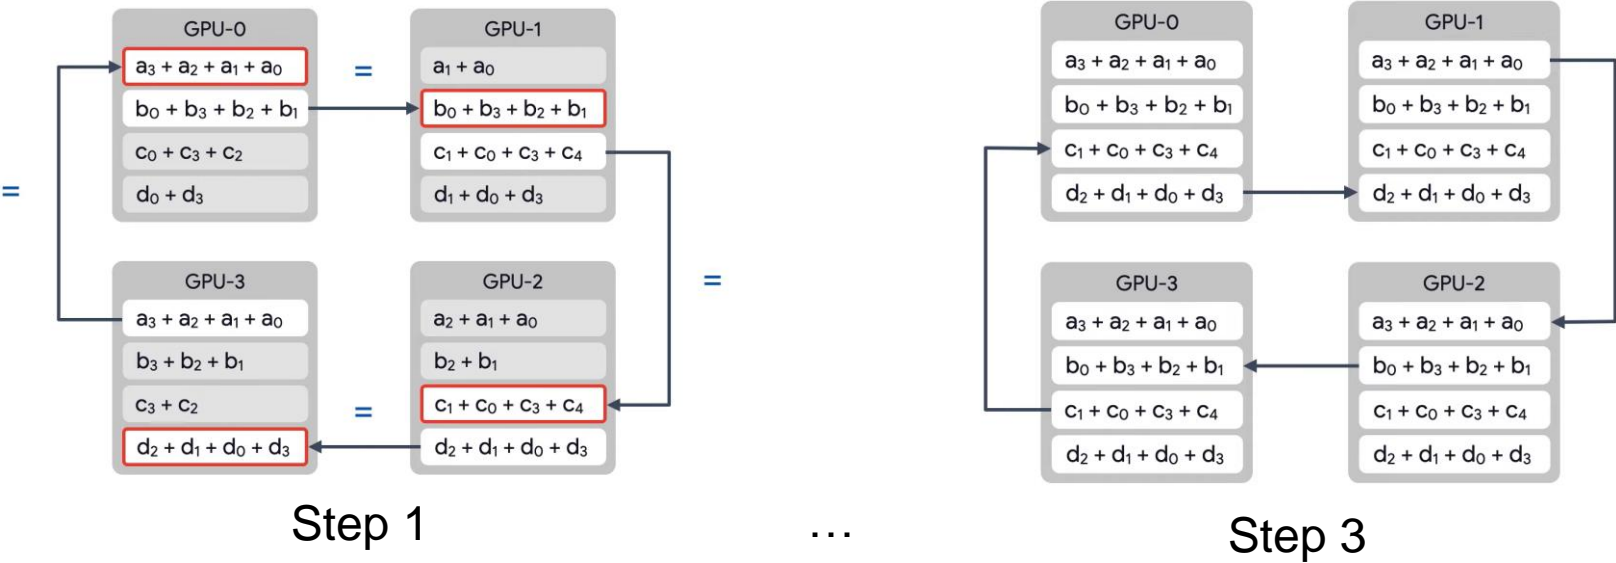 GPU-0
a₃ + a₂ + a₁ + a₀
b₀ + b₃ + b₂ + b₁
c₀ + c₃ + c₂
d₀ + d₃
=
GPU-1
a₁ + a₀
b₀ + b₃ + b₂ + b₁
c₁ + c₀ + c₃ + c₄
d₁ + d₀ + d₃
=
GPU-3
a₃ + a₂ + a₁ + a₀
b₃ + b₂ + b₁
c₃ + c₂
d₂ + d₁ + d₀ + d₃
=
GPU-2
a₂ + a₁ + a₀
b₂ + b₁
c₁ + c₀ + c₃ + c₄
d₂ + d₁ + d₀ + d₃
=
Step 1
...
GPU-0
a₃ + a₂ + a₁ + a₀
b₀ + b₃ + b₂ + b₁
c₁ + c₀ + c₃ + c₄
d₂ + d₁ + d₀ + d₃
GPU-1
a₃ + a₂ + a₁ + a₀
b₀ + b₃ + b₂ + b₁
c₁ + c₀ + c₃ + c₄
d₂ + d₁ + d₀ + d₃
GPU-3
a₃ + a₂ + a₁ + a₀
b₀ + b₃ + b₂ + b₁
c₁ + c₀ + c₃ + c₄
d₂ + d₁ + d₀ + d₃
GPU-2
a₃ + a₂ + a₁ + a₀
b₀ + b₃ + b₂ + b₁
c₁ + c₀ + c₃ + c₄
d₂ + d₁ + d₀ + d₃
Step 3